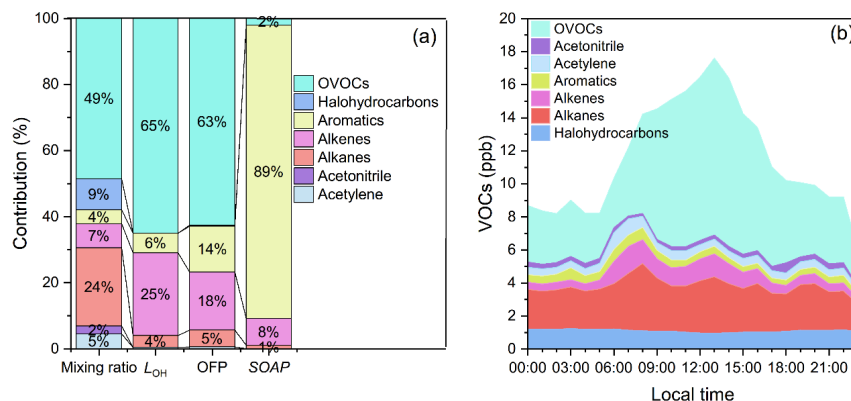 (a)
100
80
60
40
20
0
Contribution (%)
49%
9%
4%
7%
24%
2%
5%
65%
6%
25%
4%
63%
14%
18%
5%
2%
89%
8%
1%
Mixing ratio
L_OH
OFP
SOAP
OVOCs
Halohydrocarbons
Aromatics
Alkenes
Alkanes
Acetonitrile
Acetylene
(b)
20
18
16
14
12
10
8
6
4
2
0
VOCs (ppb)
OVOCs
Acetonitrile
Acetylene
Aromatics
Alkenes
Alkanes
Halohydrocarbons
00:00 03:00 06:00 09:00 12:00 15:00 18:00 21:00
Local time